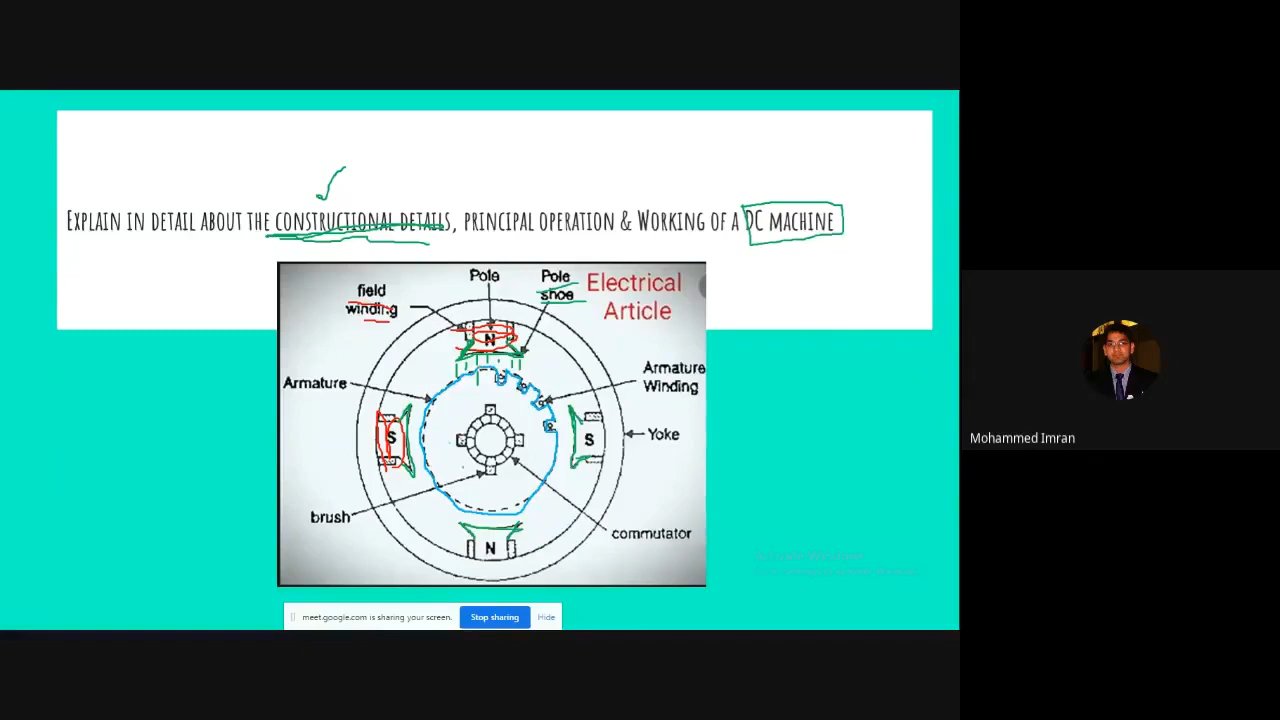 EXPLAIN IN DETAIL ABOUT THE CONSTRUCTIONAL DETAILS, PRINCIPAL OPERATION & WORKING OF A DC MACHINE
Pole
Pole shoe
Electrical Article
field winding
N
Armature
Armature Winding
S
S
Yoke
brush
commutator
N
Mohammed Imran
Activate Windows
meet.google.com is sharing your screen.
Stop sharing
Hide